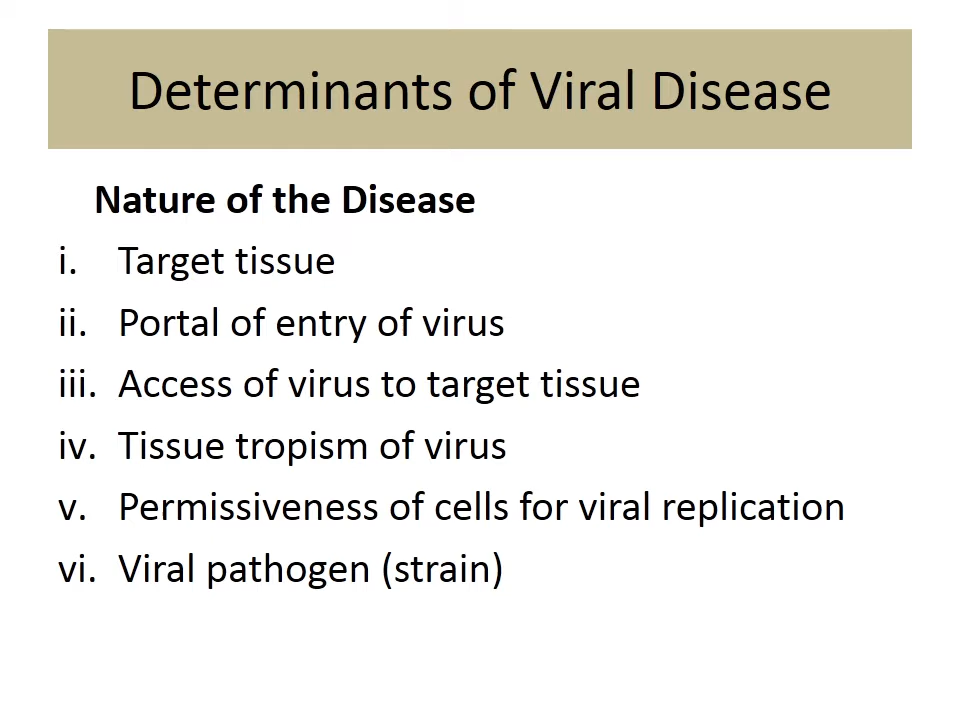 Determinants of Viral Disease
Nature of the Disease
i. Target tissue
ii. Portal of entry of virus
iii. Access of virus to target tissue
iv. Tissue tropism of virus
v. Permissiveness of cells for viral replication
vi. Viral pathogen (strain)